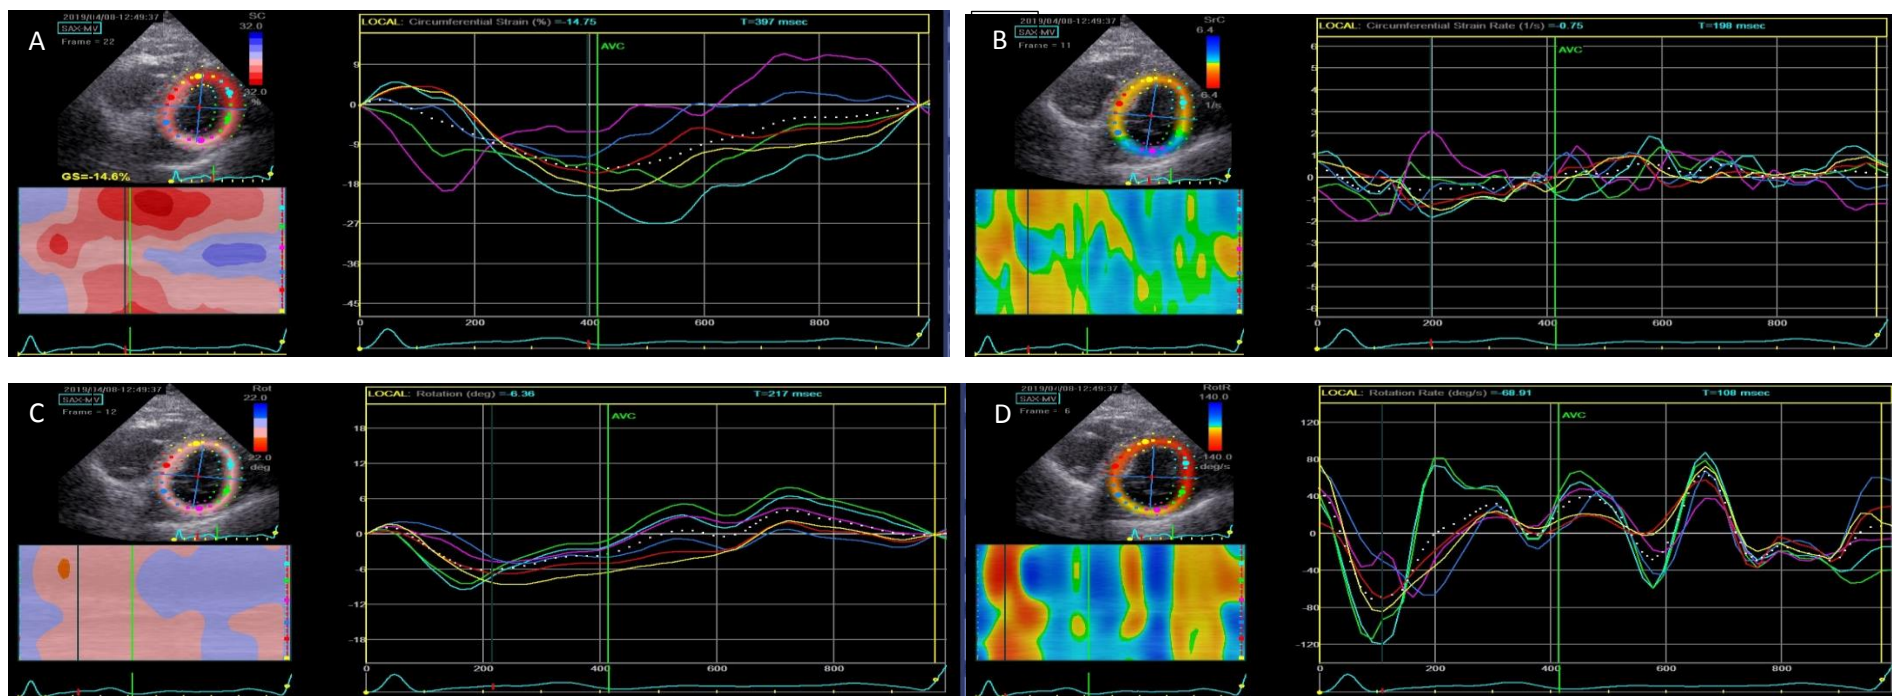 A
2019/04/08-12:49:37
SAX-MV
Frame = 22
SC
32.0
32.0
%
GS=-14.6%
LOCAL: Circumferential Strain (%) =-14.75 T=397 msec
AVC
9
0
-9
-18
-27
-36
-45
0 200 400 600 800
B
2019/04/08-12:49:37
SAX-MV
Frame = 11
SrC
6.4
-6.4
1/s
LOCAL: Circumferential Strain Rate (1/s) =-0.75 T=198 msec
AVC
6
5
4
3
2
1
0
-1
-2
-3
-4
-5
-6
0 200 400 600 800
C
2019/04/08-12:49:37
SAX-MV
Frame = 12
Rot
22.0
22.0
deg
LOCAL: Rotation (deg) =-6.36 T=217 msec
AVC
18
12
6
0
-6
-12
-18
0 200 400 600 800
D
2019/04/08-12:49:37
SAX-MV
Frame = 6
RotR
140.0
140.0
deg/s
LOCAL: Rotation Rate (deg/s) =-68.91 T=108 msec
AVC
120
80
40
0
-40
-80
-120
0 200 400 600 800